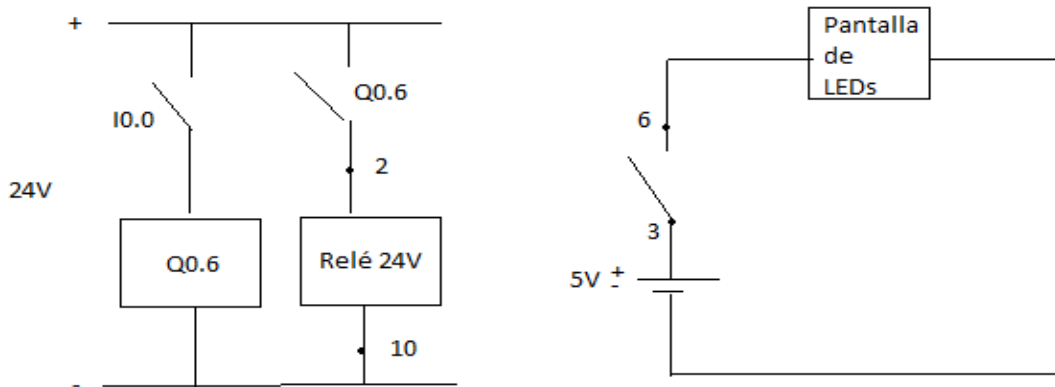 +
I0.0
Q0.6
2
24V
Q0.6
Relé 24V
10
-
Pantalla
de
LEDs
6
3
5V + -